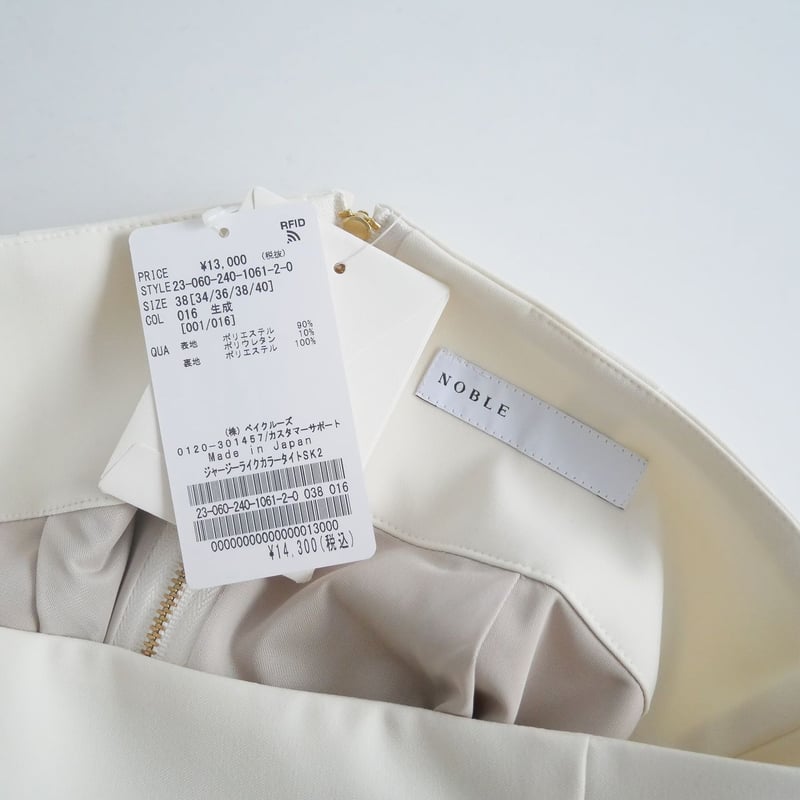 RFID
PRICE ¥13,000 (税抜)
STYLE 23-060-240-1061-2-0
SIZE 38[34/36/38/40]
COL 016 生成
[001/016]
QUA 表地 ポリエステル 90%
ポリウレタン 10%
裏地 ポリエステル 100%
(株) ベイクルーズ
0120-301457/カスタマーサポート
Made in Japan
ジャージーライクカラータイトSK2
23-060-240-1061-2-0 038 016
0000000000000013000
¥14,300(税込)
NOBLE